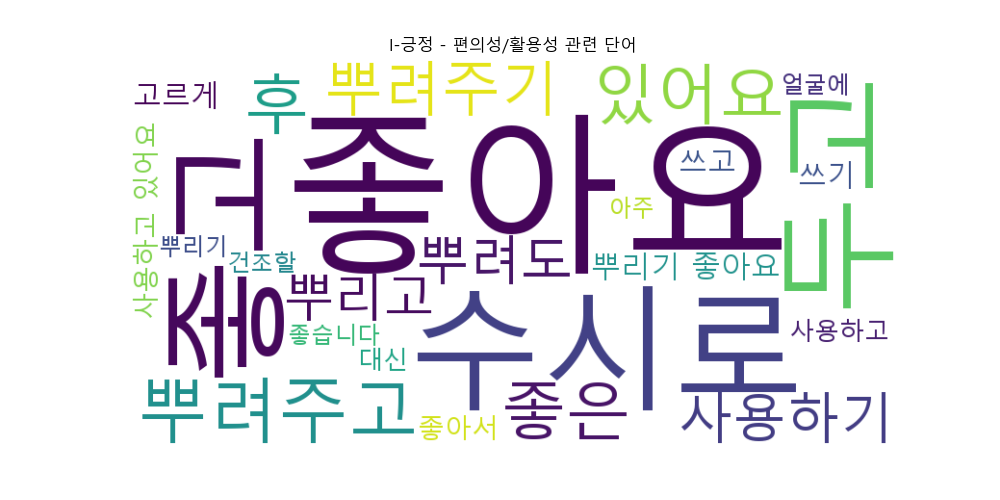 I-긍정 - 편의성/활용성 관련 단어
고르게
후
뿌려주기
있어요
얼굴에
사용하고 있어요
좋고
좋아요
쓰고
쓰기
두고
아주
뿌리기
건조할
뿌려도
뿌리기 좋아요
뿌리고
수시로
좋습니다
대신
사용하고
뿌려주고
좋아서
좋은
사용하기